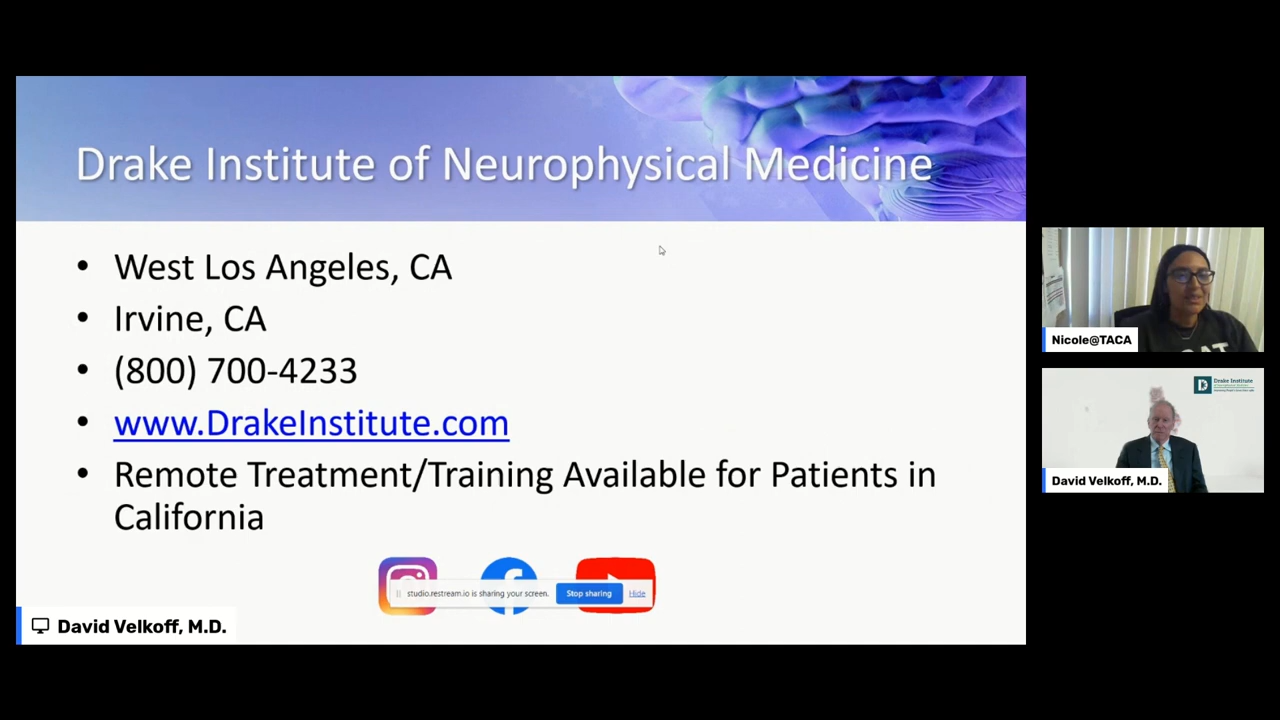 Drake Institute of Neurophysical Medicine
• West Los Angeles, CA
• Irvine, CA
• (800) 700-4233
• www.DrakeInstitute.com
• Remote Treatment/Training Available for Patients in
California
studio.restream.io is sharing your screen.
Stop sharing
Hide
David Velkoff, M.D.
Nicole@TACA
Drake Institute
David Velkoff, M.D.